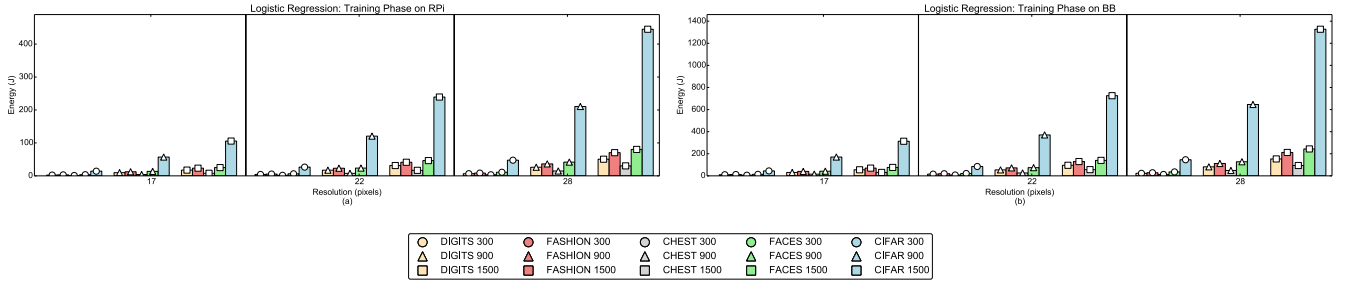 Logistic Regression: Training Phase on RPi
Energy (J)
400
300
200
100
0
17
22
28
Resolution (pixels)
(a)
Logistic Regression: Training Phase on BB
Energy (J)
1400
1200
1000
800
600
400
200
0
17
22
28
Resolution (pixels)
(b)
DIGITS 300 FASHION 300 CHEST 300 FACES 300 CIFAR 300
DIGITS 900 FASHION 900 CHEST 900 FACES 900 CIFAR 900
DIGITS 1500 FASHION 1500 CHEST 1500 FACES 1500 CIFAR 1500